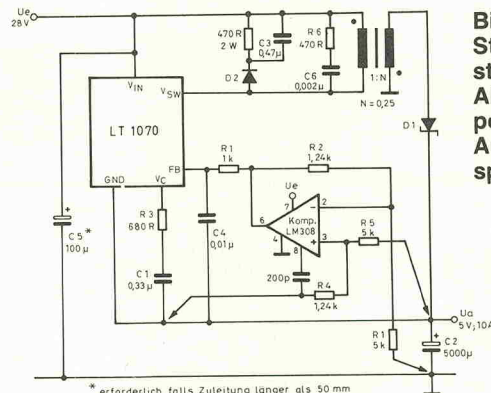 Ue
28V
470 R
2 W
C3
0,47µ
R6
470R
D2
C6
0,002µ
1:N
N = 0,25
VIN
VSW
LT 1070
GND
VC
FB
R1
1k
R2
1,24k
D1
Ue
7
Komp.
LM308
2
3
4
6
8
R5
5k
R3
680 R
C4
0,01µ
C5*
100µ
200p
R4
1,24k
C1
0,33µ
Ua
5V; 10A
R1
5k
C2
5000µ
* erforderlich falls Zuleitung länger als 50 mm